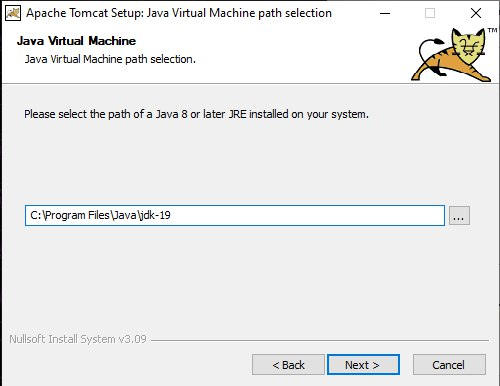 Apache Tomcat Setup: Java Virtual Machine path selection
Java Virtual Machine
Java Virtual Machine path selection.
TM
Please select the path of a Java 8 or later JRE installed on your system.
C:\Program Files\Java\jdk-19
...
Nullsoft Install System v3.09
< Back
Next >
Cancel